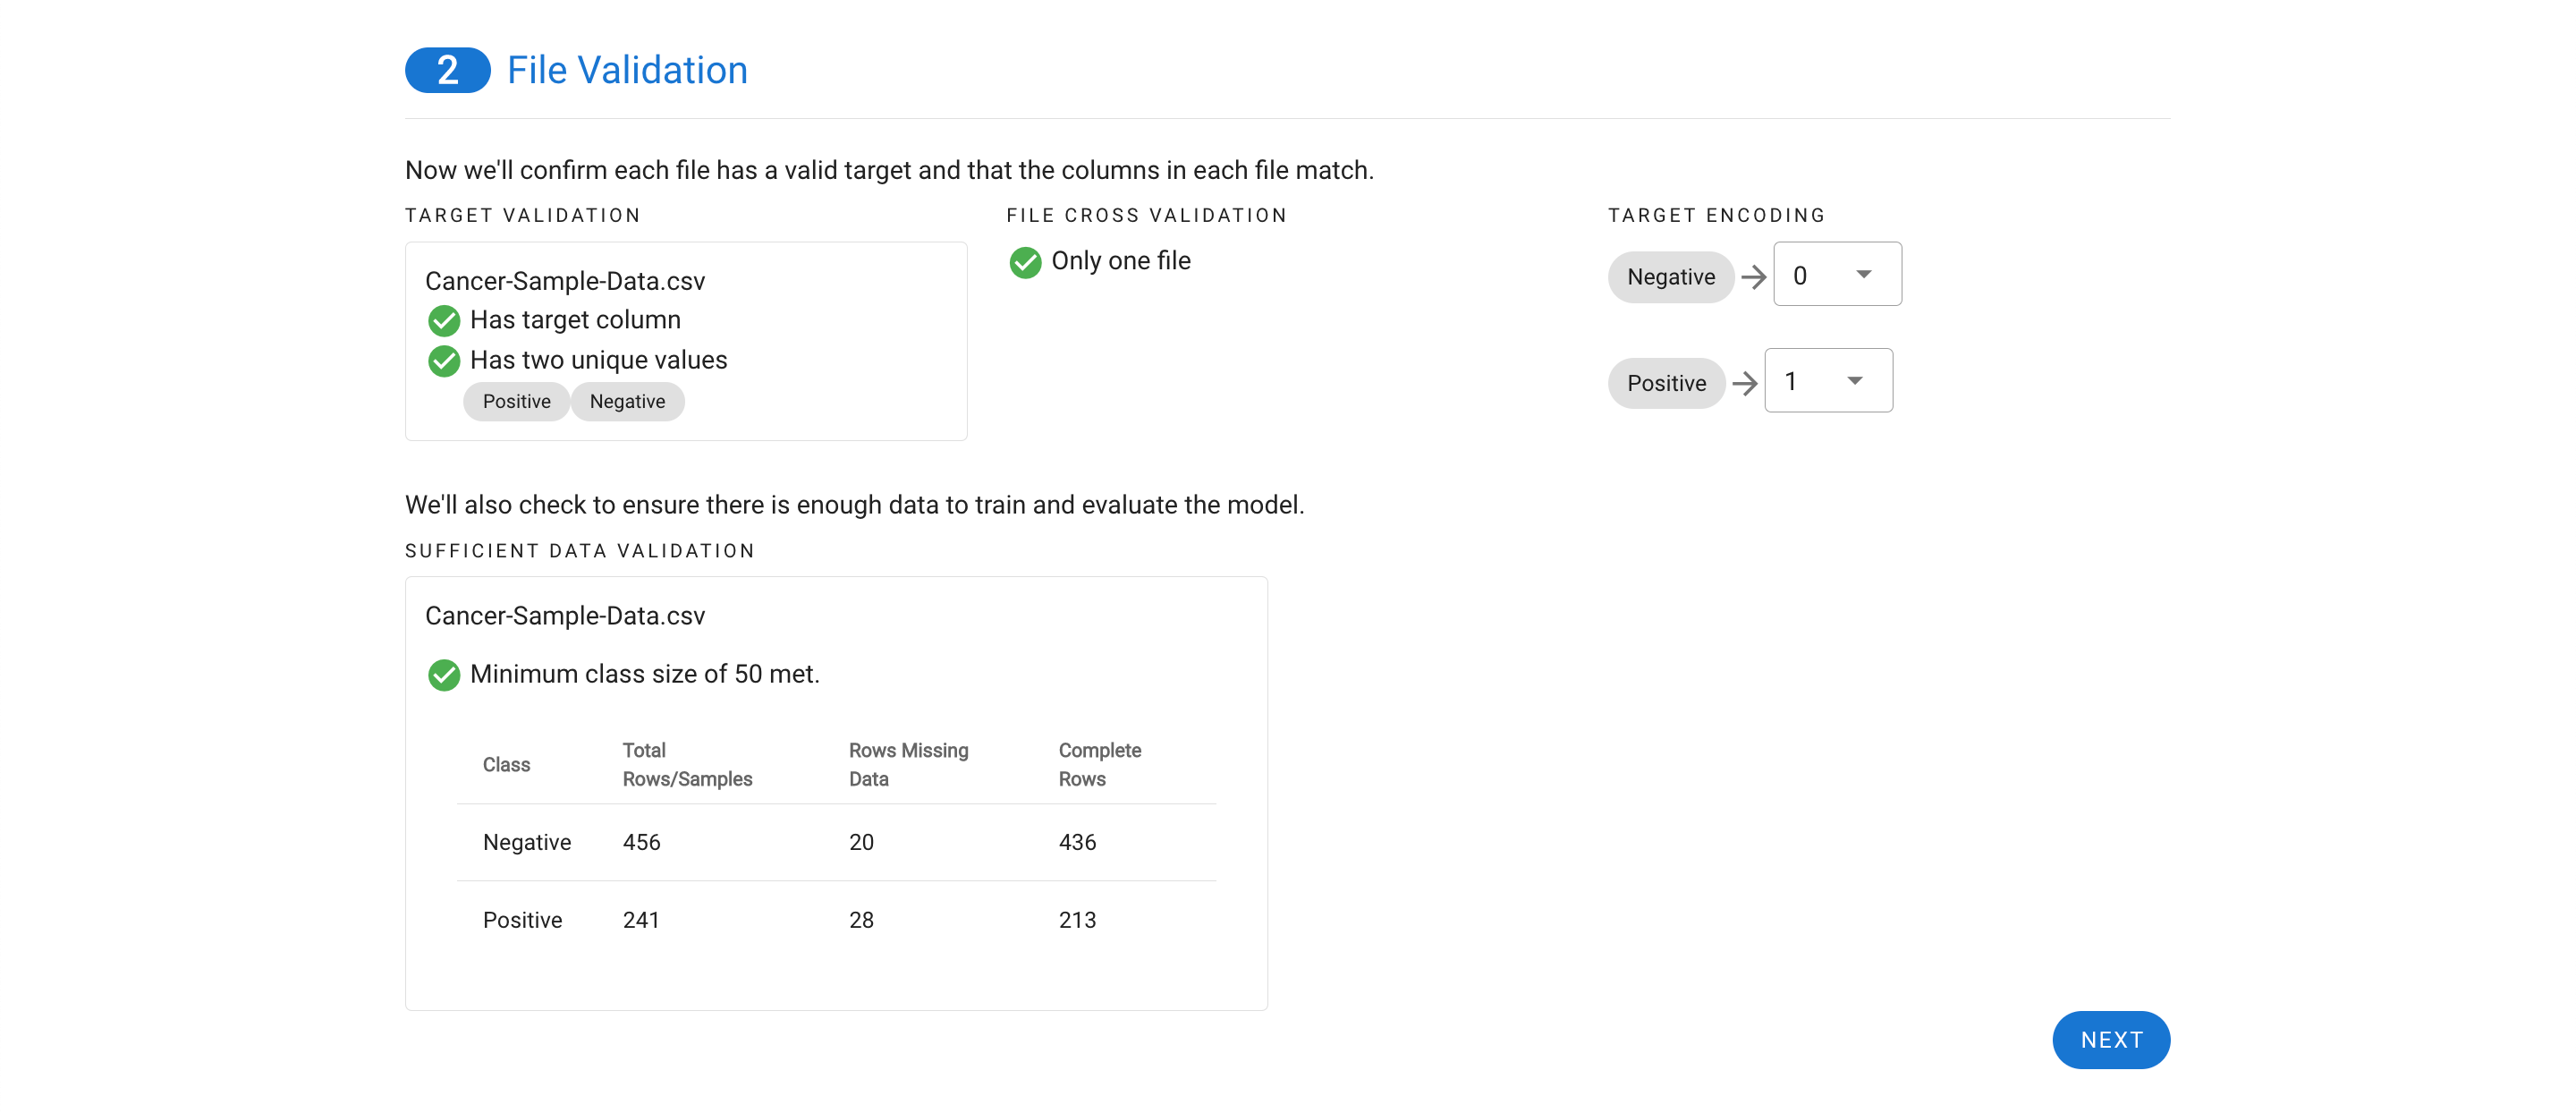 2 File Validation
Now we'll confirm each file has a valid target and that the columns in each file match.
TARGET VALIDATION
Cancer-Sample-Data.csv
Has target column
Has two unique values
Positive Negative
FILE CROSS VALIDATION
Only one file
TARGET ENCODING
Negative → 0
Positive → 1
We'll also check to ensure there is enough data to train and evaluate the model.
SUFFICIENT DATA VALIDATION
Cancer-Sample-Data.csv
Minimum class size of 50 met.
Class Total Rows/Samples Rows Missing Data Complete Rows
Negative 456 20 436
Positive 241 28 213
NEXT